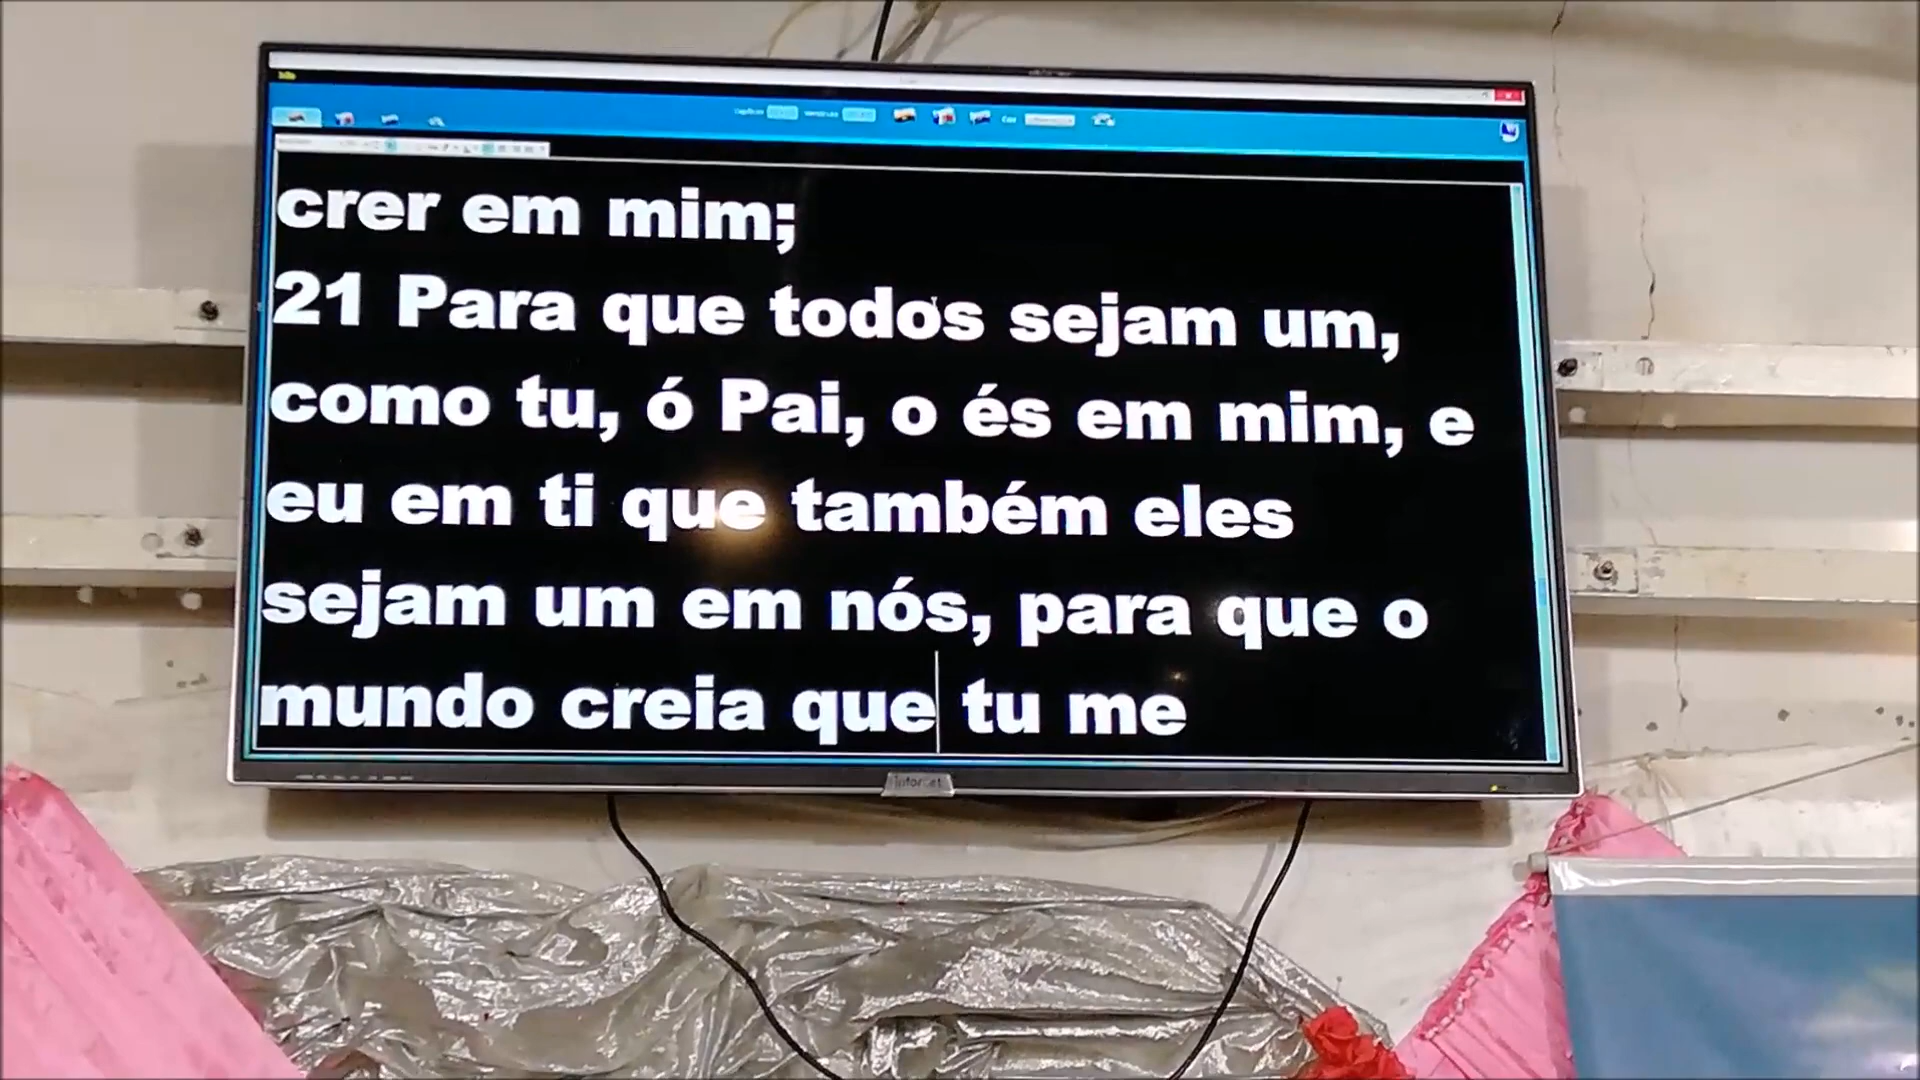 crer em mim;
21 Para que todos sejam um,
como tu, ó Pai, o és em mim, e
eu em ti que também eles
sejam um em nós, para que o
mundo creia que tu me